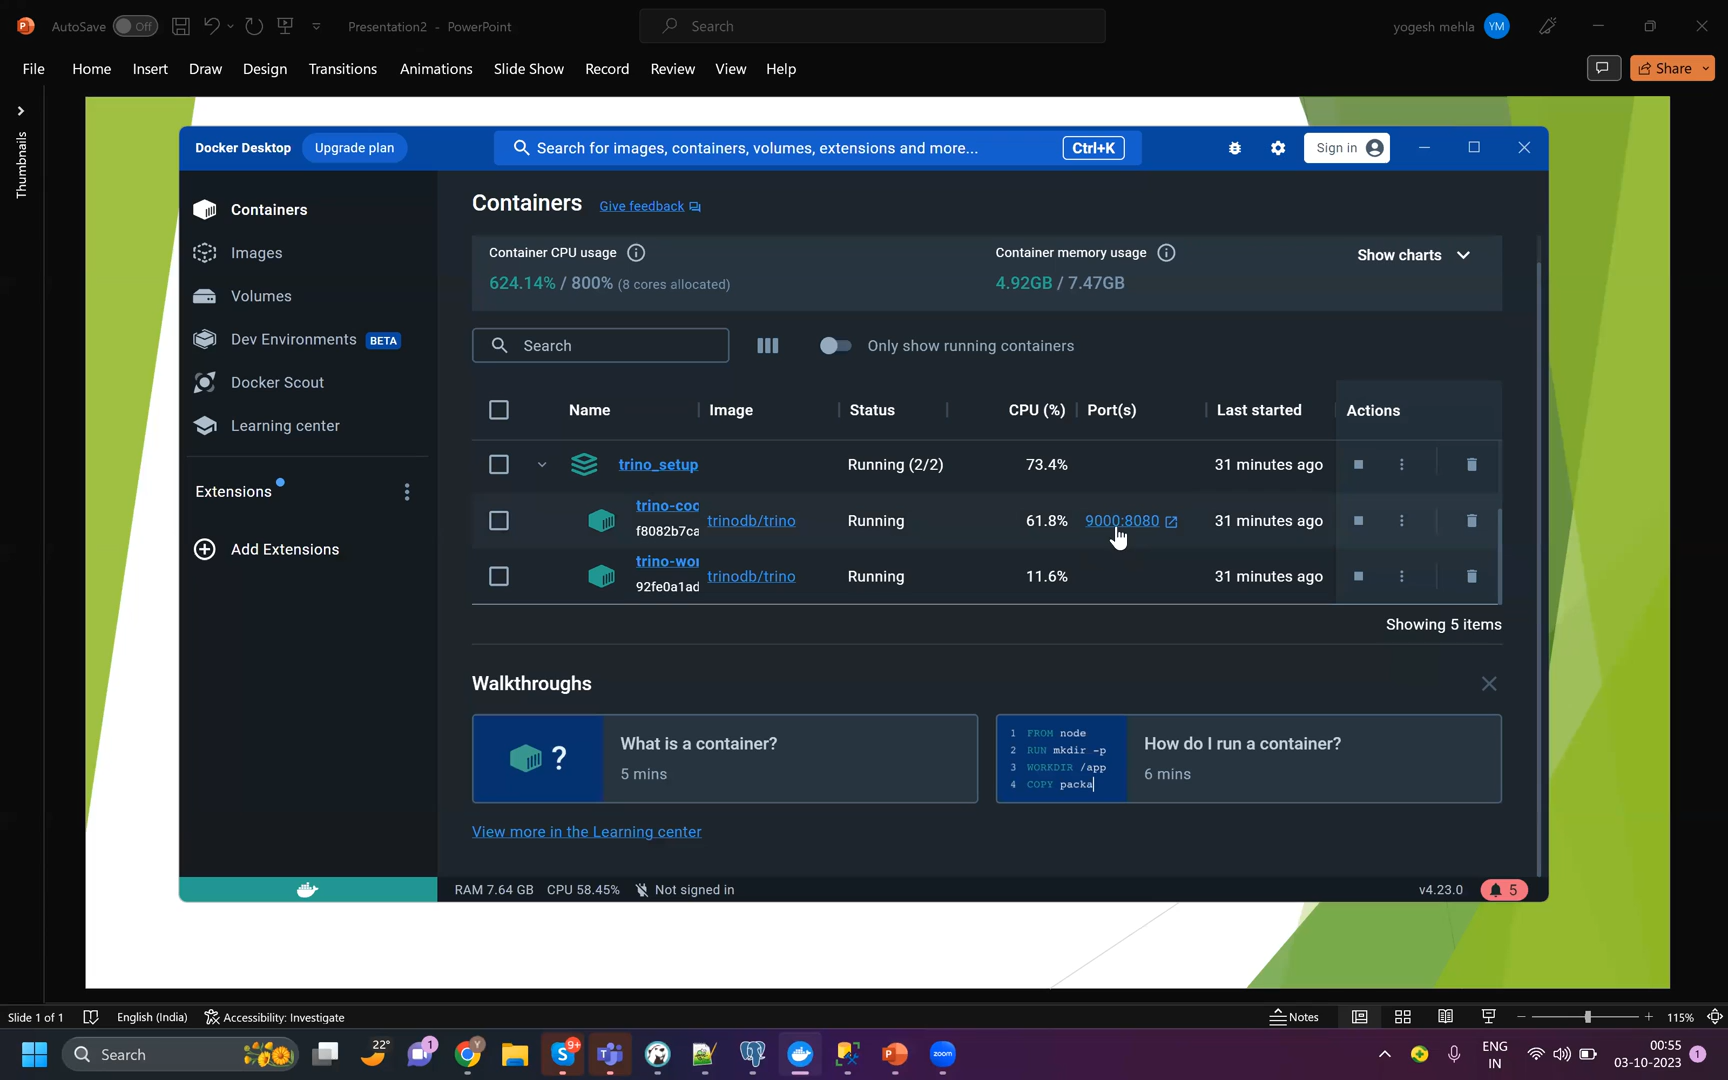 AutoSave Off Presentation2 - PowerPoint Search yogesh mehla YM
File Home Insert Draw Design Transitions Animations Slide Show Record Review View Help Share
Thumbnails
Docker Desktop Upgrade plan Search for images, containers, volumes, extensions and more... Ctrl+K Sign in
Containers
Images
Volumes
Dev Environments BETA
Docker Scout
Learning center
Extensions
Add Extensions
Containers Give feedback
Container CPU usage
624.14% / 800% (8 cores allocated)
Container memory usage
4.92GB / 7.47GB
Show charts
Search Only show running containers
Name Image Status CPU (%) Port(s) Last started Actions
trino_setup Running (2/2) 73.4% 31 minutes ago
trino-coo
f8082b7ca trinodb/trino Running 61.8% 9000:8080 31 minutes ago
trino-wor
92fe0a1ad trinodb/trino Running 11.6% 31 minutes ago
Showing 5 items
Walkthroughs
?
What is a container?
5 mins
1 FROM node
2 RUN mkdir -p
3 WORKDIR /app
4 COPY packa
How do I run a container?
6 mins
View more in the Learning center
RAM 7.64 GB CPU 58.45% Not signed in v4.23.0 5
Slide 1 of 1 English (India) Accessibility: Investigate Notes 115%
Search 22° 1 Y S 9+ zoom ENG
IN
00:55
03-10-2023 1